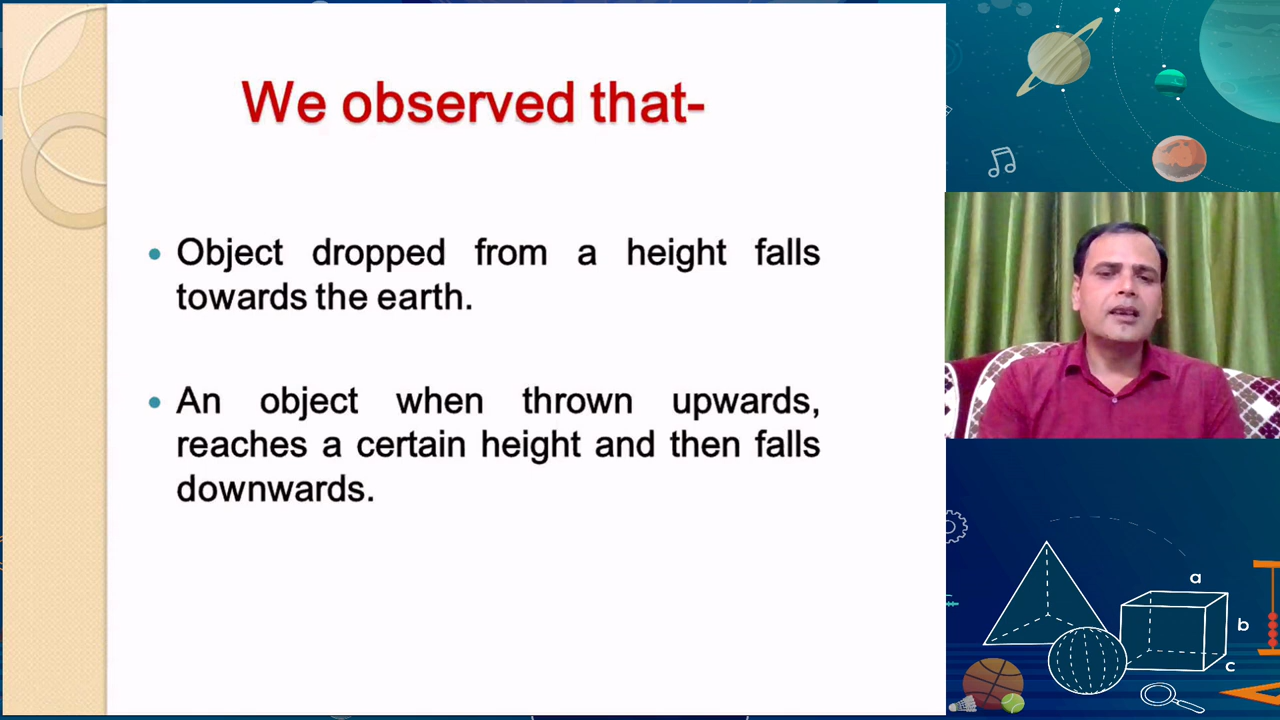 We observed that-
Object dropped from a height falls
towards the earth.
An object when thrown upwards,
reaches a certain height and then falls
downwards.
a
b
c